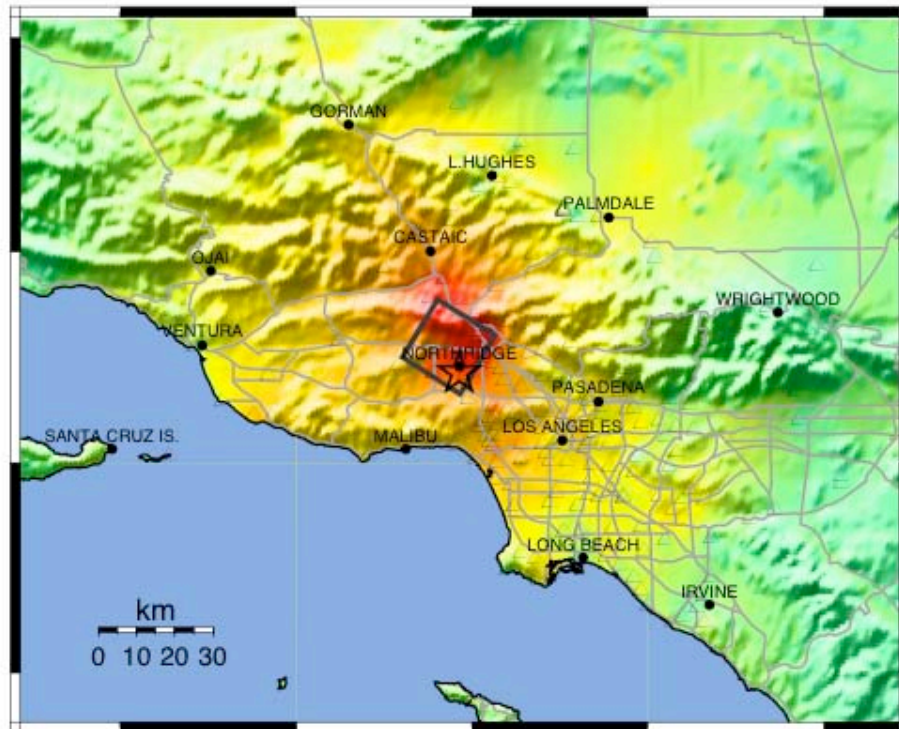 GORMAN
L.HUGHES
PALMDALE
CASTAIC
OJAI
WRIGHTWOOD
VENTURA
NORTHRIDGE
PASADENA
LOS ANGELES
SANTA CRUZ IS.
MALIBU
LONG BEACH
IRVINE
km
0 10 20 30